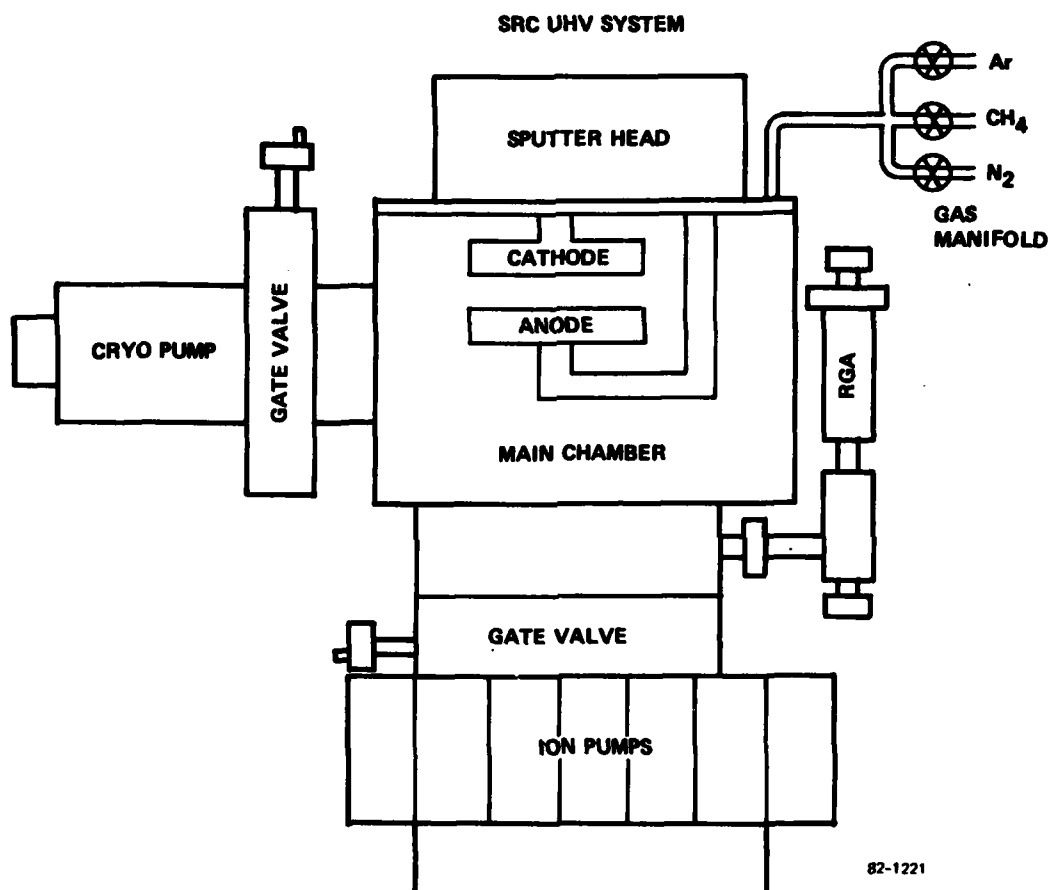 SRC UHV SYSTEM
SPUTTER HEAD
Ar
CH4
N2
GAS
MANIFOLD
CATHODE
ANODE
CRYO PUMP
GATE VALVE
RGA
MAIN CHAMBER
GATE VALVE
ION PUMPS
82-1221